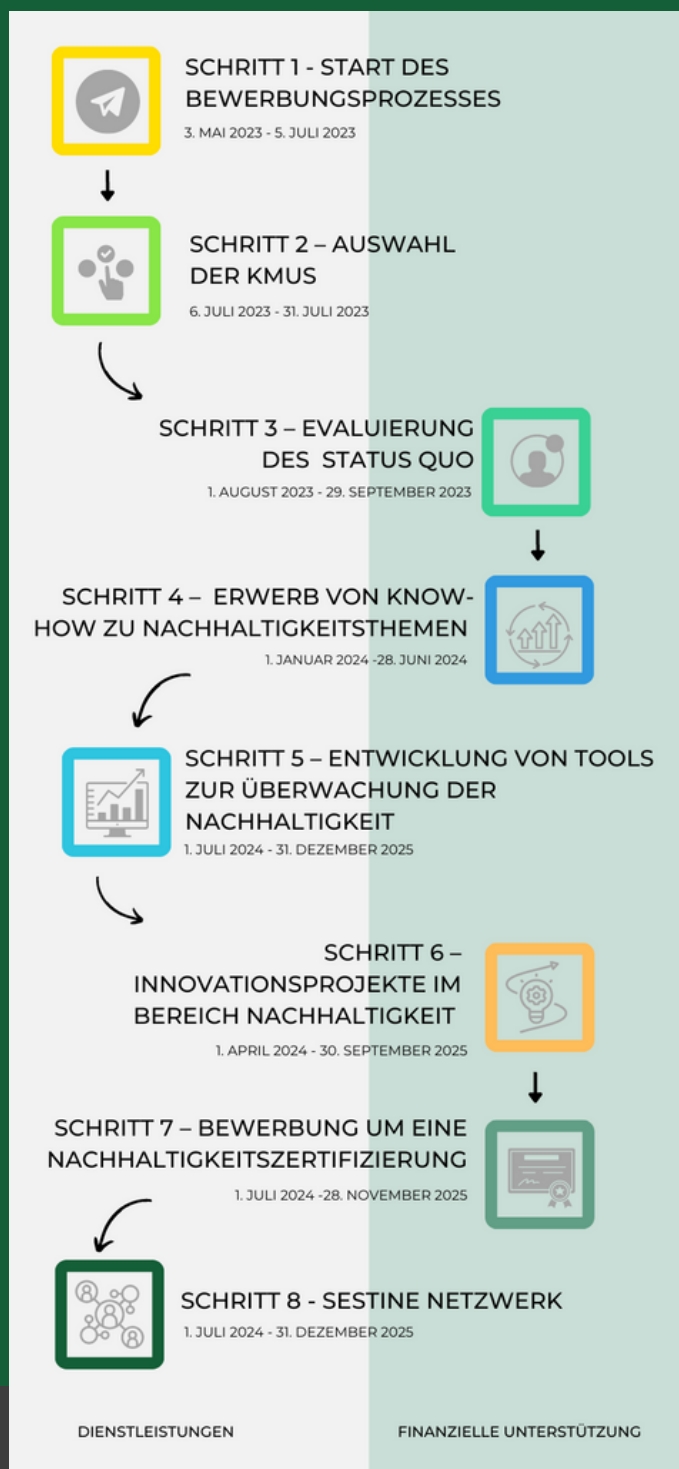 SCHRITT 1 - START DES
BEWERBUNGSPROZESSES
3. MAI 2023 - 5. JULI 2023
SCHRITT 2 – AUSWAHL
DER KMUS
6. JULI 2023 - 31. JULI 2023
SCHRITT 3 – EVALUIERUNG
DES STATUS QUO
1. AUGUST 2023 - 29. SEPTEMBER 2023
SCHRITT 4 – ERWERB VON KNOW-
HOW ZU NACHHALTIGKEITSTHEMEN
1. JANUAR 2024 -28. JUNI 2024
SCHRITT 5 – ENTWICKLUNG VON TOOLS
ZUR ÜBERWACHUNG DER
NACHHALTIGKEIT
1. JULI 2024 - 31. DEZEMBER 2025
SCHRITT 6 –
INNOVATIONSPROJEKTE IM
BEREICH NACHHALTIGKEIT
1. APRIL 2024 - 30. SEPTEMBER 2025
SCHRITT 7 – BEWERBUNG UM EINE
NACHHALTIGKEITSZERTIFIZIERUNG
1. JULI 2024 -28. NOVEMBER 2025
SCHRITT 8 - SESTINE NETZWERK
1. JULI 2024 - 31. DEZEMBER 2025
DIENSTLEISTUNGEN
FINANZIELLE UNTERSTÜTZUNG